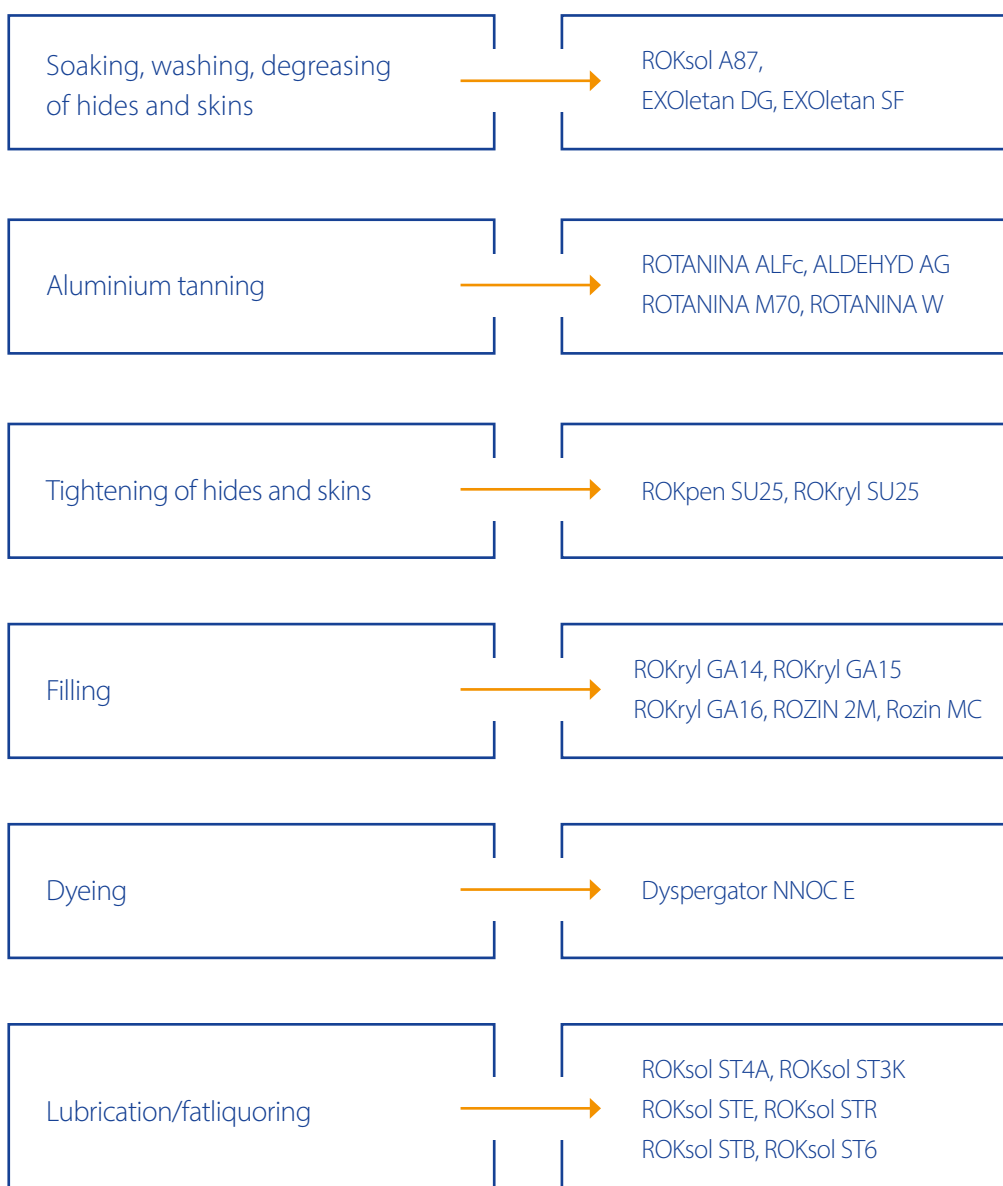 Soaking, washing, degreasing
of hides and skins
ROKsol A87,
EXOletan DG, EXOletan SF
Aluminium tanning
ROTANINA ALFc, ALDEHYD AG
ROTANINA M70, ROTANINA W
Tightening of hides and skins
ROKpen SU25, ROKryl SU25
Filling
ROKryl GA14, ROKryl GA15
ROKryl GA16, ROZIN 2M, Rozin MC
Dyeing
Dyspergator NNOC E
Lubrication/fatliquoring
ROKsol ST4A, ROKsol ST3K
ROKsol STE, ROKsol STR
ROKsol STB, ROKsol ST6